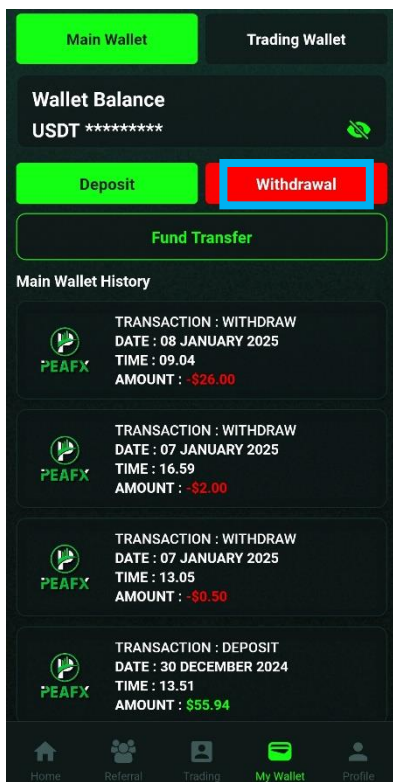 Main Wallet
Trading Wallet
Wallet Balance
USDT *********
Deposit
Withdrawal
Fund Transfer
Main Wallet History
PEAFX
TRANSACTION : WITHDRAW
DATE : 08 JANUARY 2025
TIME : 09.04
AMOUNT : -$26.00
PEAFX
TRANSACTION : WITHDRAW
DATE : 07 JANUARY 2025
TIME : 16.59
AMOUNT : -$2.00
PEAFX
TRANSACTION : WITHDRAW
DATE : 07 JANUARY 2025
TIME : 13.05
AMOUNT : -$0.50
PEAFX
TRANSACTION : DEPOSIT
DATE : 30 DECEMBER 2024
TIME : 13.51
AMOUNT : $55.94
Home
Referral
Trading
My Wallet
Profile